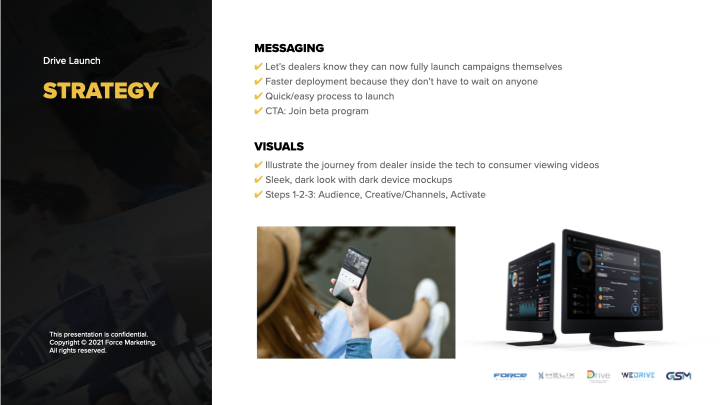 Drive Launch
STRATEGY
MESSAGING
✔ Let's dealers know they can now fully launch campaigns themselves
✔ Faster deployment because they don't have to wait on anyone
✔ Quick/easy process to launch
✔ CTA: Join beta program
VISUALS
✔ Illustrate the journey from dealer inside the tech to consumer viewing videos
✔ Sleek, dark look with dark device mockups
✔ Steps 1-2-3: Audience, Creative/Channels, Activate
This presentation is confidential.
Copyright © 2021 Force Marketing.
All rights reserved.
FORCE HELIX Drive WEDRIVE GSM